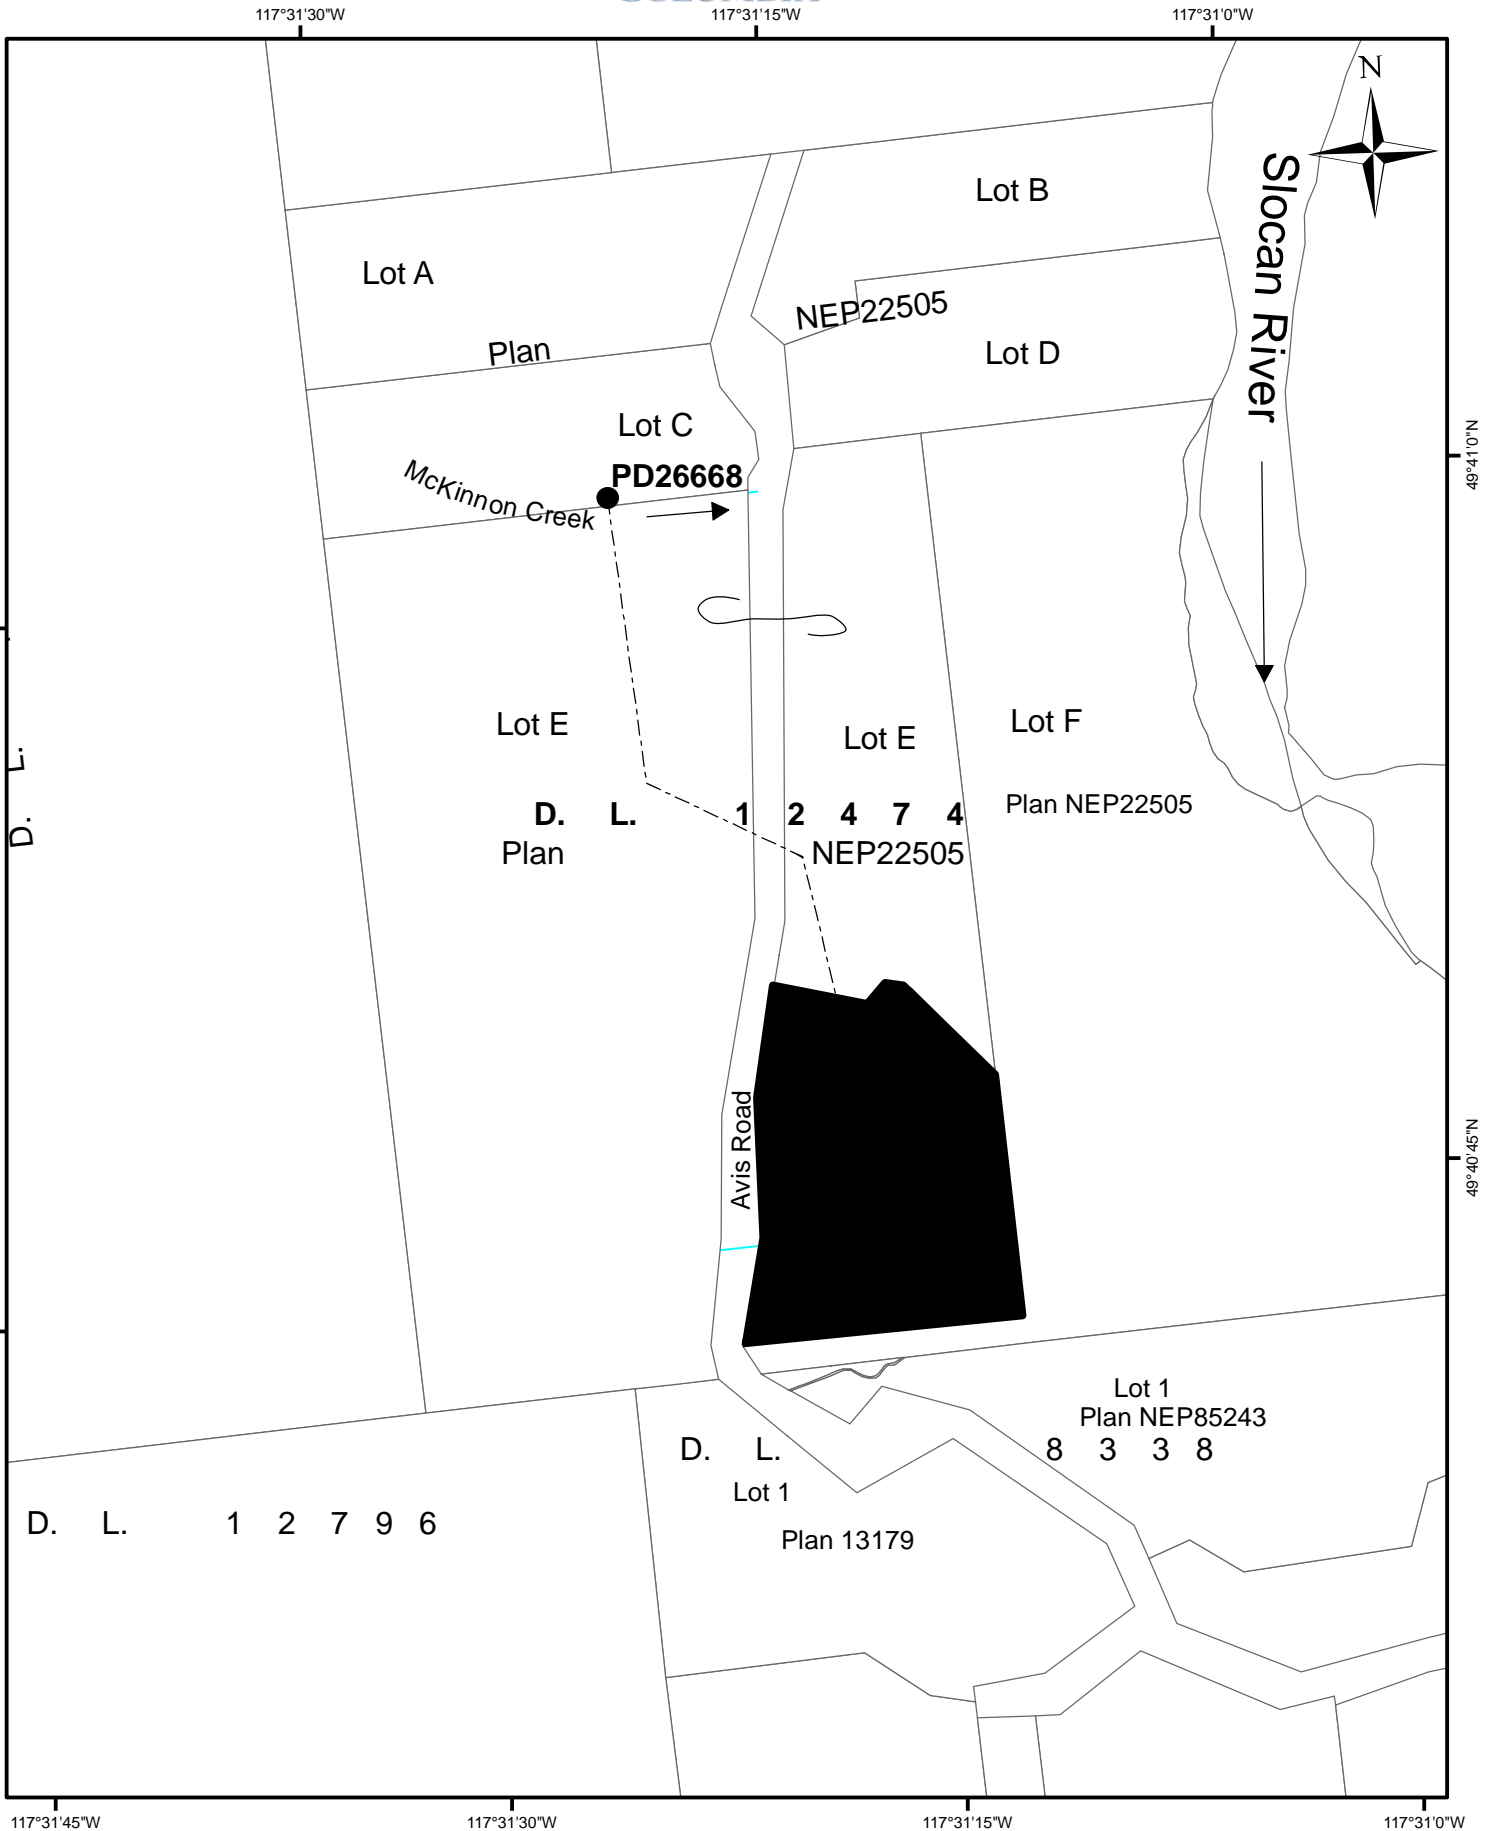 COLUMBIA
117°31'30"W
117°31'15"W
117°31'0"W
N
Slocan River
Lot B
Lot A
NEP22505
Plan
Lot D
Lot C
PD26668
McKinnon Creek
49°41'0"N
Lot E
Lot E
Lot F
D. L. 1 2 4 7 4
Plan NEP22505
Plan
NEP22505
D. L.
Avis Road
49°40'45"N
Lot 1
Plan NEP85243
D. L. 8 3 3 8
Lot 1
D. L. 1 2 7 9 6
Plan 13179
117°31'45"W
117°31'30"W
117°31'15"W
117°31'0"W